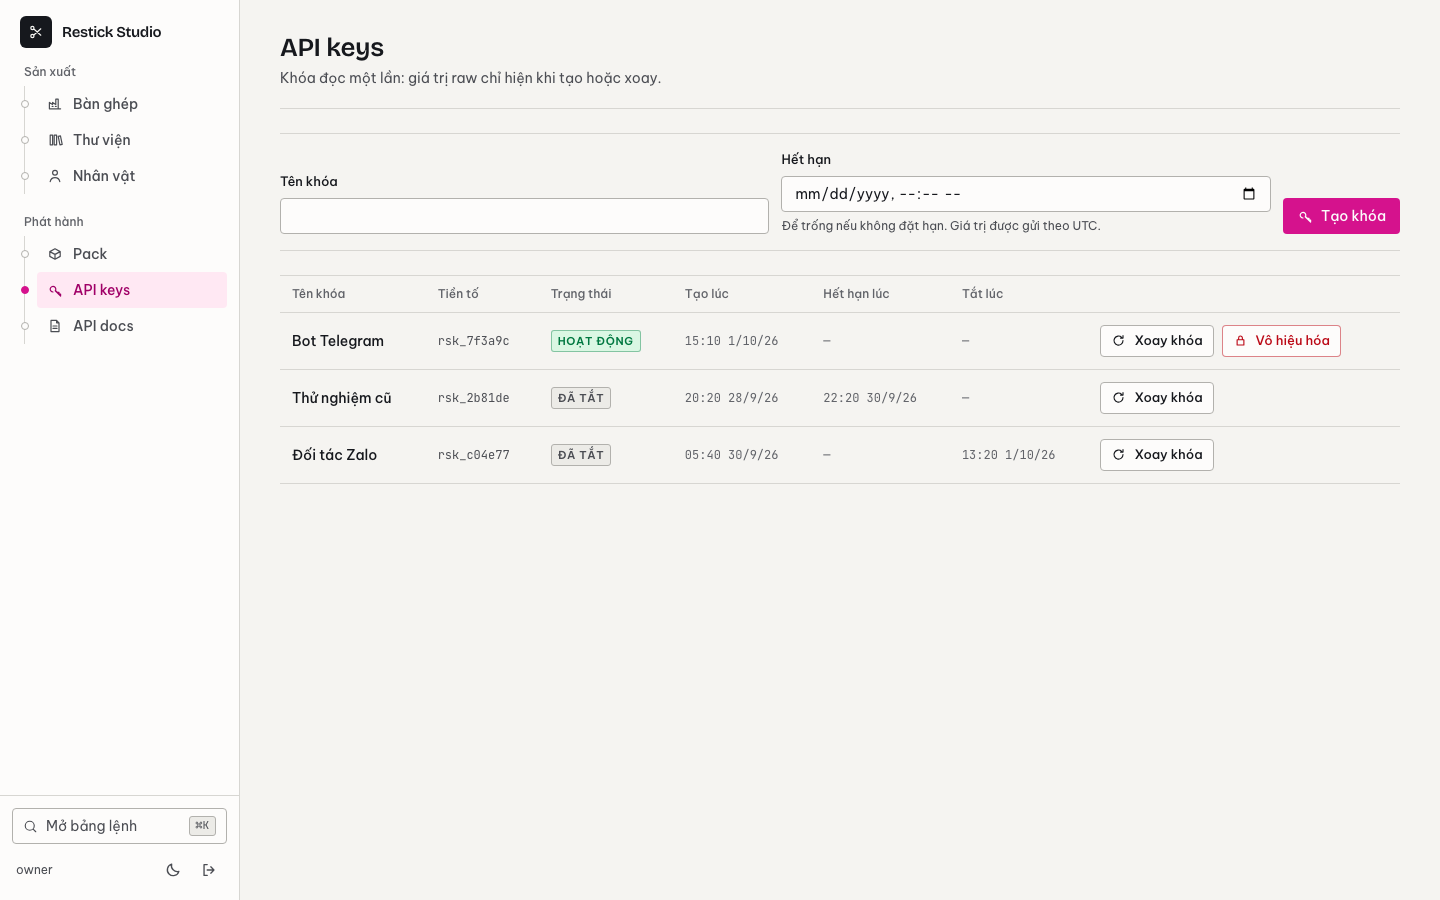 Restick Studio
Sản xuất
Bàn ghép
Thư viện
Nhân vật
Phát hành
Pack
API keys
API docs
Mở bảng lệnh ⌘K
owner
API keys
Khóa đọc một lần: giá trị raw chỉ hiện khi tạo hoặc xoay.
Tên khóa
Hết hạn
mm/dd/yyyy, --:-- --
Để trống nếu không đặt hạn. Giá trị được gửi theo UTC.
Tạo khóa
Tên khóa Tiền tố Trạng thái Tạo lúc Hết hạn lúc Tắt lúc
Bot Telegram rsk_7f3a9c HOẠT ĐỘNG 15:10 1/10/26 — — Xoay khóa Vô hiệu hóa
Thử nghiệm cũ rsk_2b81de ĐÃ TẮT 20:20 28/9/26 22:20 30/9/26 — Xoay khóa
Đối tác Zalo rsk_c04e77 ĐÃ TẮT 05:40 30/9/26 — 13:20 1/10/26 Xoay khóa